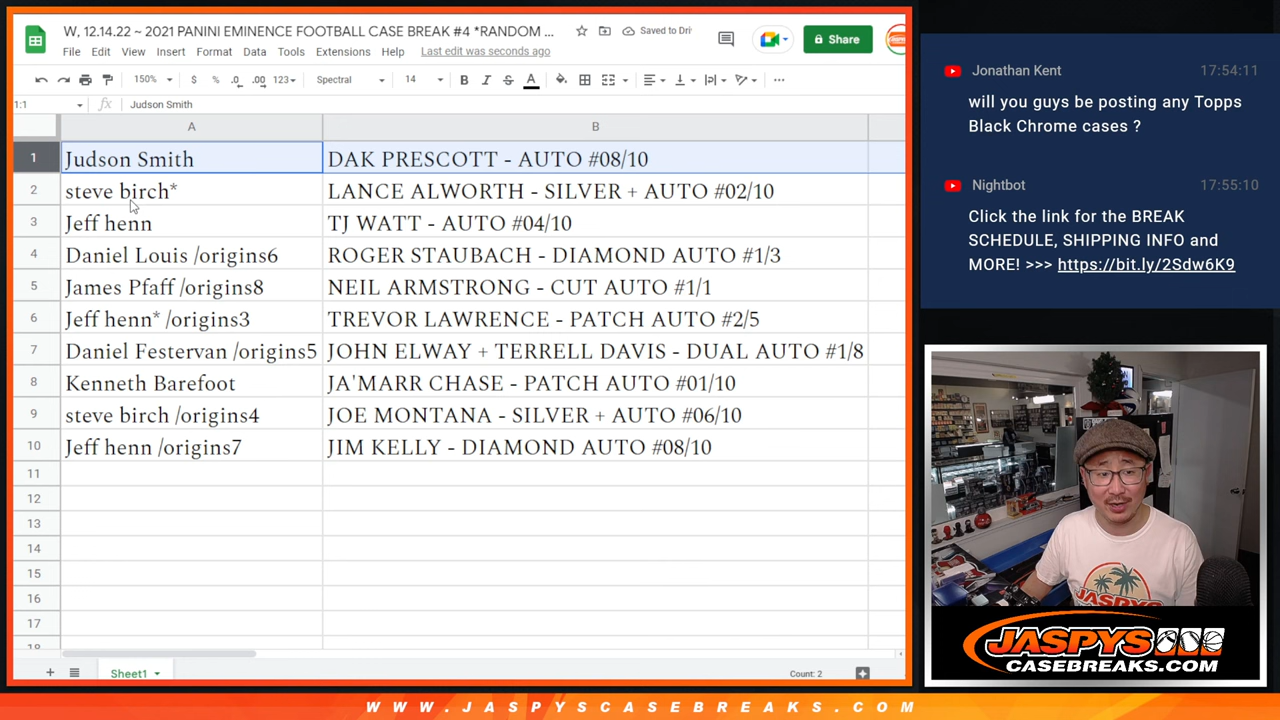 W, 12.14.22 ~ 2021 PANINI EMINENCE FOOTBALL CASE BREAK #4 *RANDOM ...
Saved to Dri
Share
File Edit View Insert Format Data Tools Extensions Help Last edit was seconds ago
150% $ % .0 .00 123 Spectral 14 B I S A
1:1 fx Judson Smith
A B
1 Judson Smith DAK PRESCOTT - AUTO #08/10
2 steve birch* LANCE ALWORTH - SILVER + AUTO #02/10
3 Jeff henn TJ WATT - AUTO #04/10
4 Daniel Louis /origins6 ROGER STAUBACH - DIAMOND AUTO #1/3
5 James Pfaff /origins8 NEIL ARMSTRONG - CUT AUTO #1/1
6 Jeff henn* /origins3 TREVOR LAWRENCE - PATCH AUTO #2/5
7 Daniel Festervan /origins5 JOHN ELWAY + TERRELL DAVIS - DUAL AUTO #1/8
8 Kenneth Barefoot JA'MARR CHASE - PATCH AUTO #01/10
9 steve birch /origins4 JOE MONTANA - SILVER + AUTO #06/10
10 Jeff henn /origins7 JIM KELLY - DIAMOND AUTO #08/10
11
12
13
14
15
16
17
18
Sheet1
Count: 2
Jonathan Kent 17:54:11
will you guys be posting any Topps
Black Chrome cases ?
Nightbot 17:55:10
Click the link for the BREAK
SCHEDULE, SHIPPING INFO and
MORE! >>> https://bit.ly/2Sdw6K9
JASPYS
JASPYS
CASEBREAKS.COM
WWW.JASPYSCASEBREAKS.COM